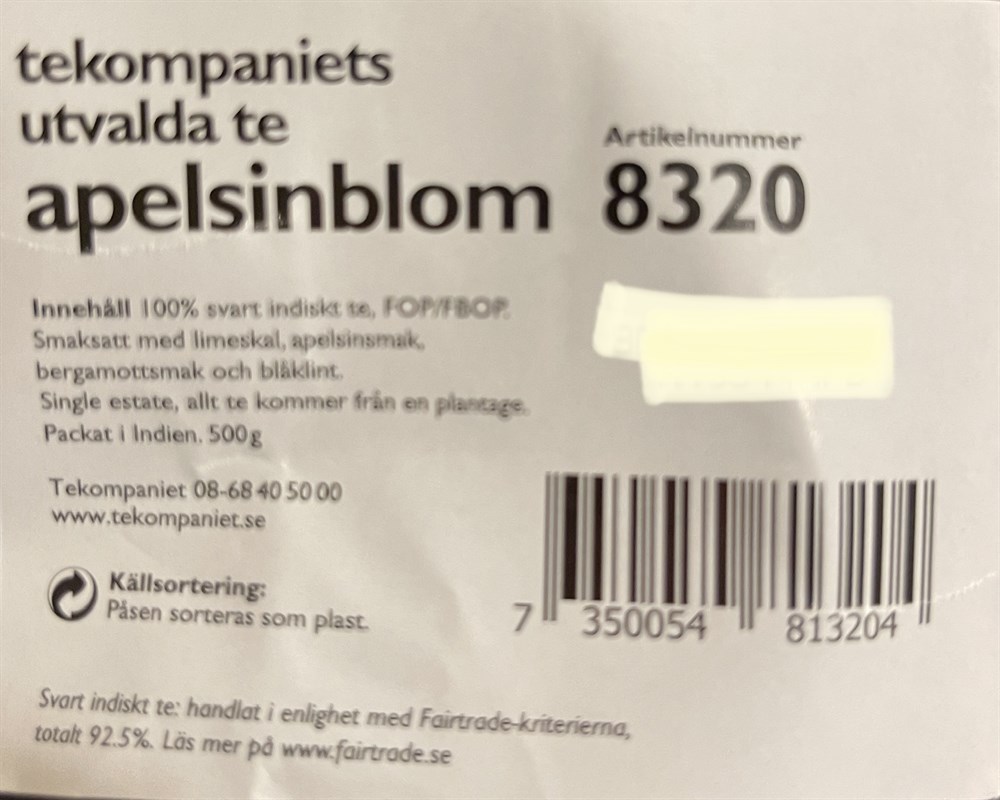 tekompaniets
utvalda te
apelsinblom
Artikelnummer
8320
Innehåll 100% svart indiskt te, FOP/FBOP.
Smaksatt med limeskal, apelsinsmak,
bergamottsmak och blåklint.
Single estate, allt te kommer från en plantage.
Packat i Indien. 500g
Tekompaniet 08-68 40 50 00
www.tekompaniet.se
Källsortering:
Påsen sorteras som plast.
7 350054 813204
Svart indiskt te: handlat i enlighet med Fairtrade-kriterierna,
totalt 92.5%. Läs mer på www.fairtrade.se